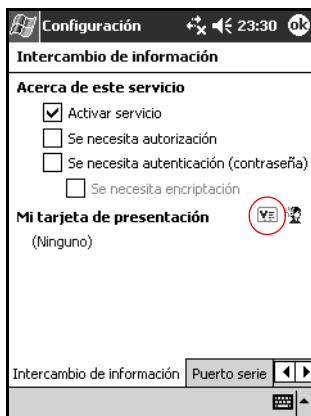 Configuración 23:30 ok
Intercambio de información
Acerca de este servicio
Activar servicio
Se necesita autorización
Se necesita autenticación (contraseña)
Se necesita encriptación
Mi tarjeta de presentación
(Ninguno)
Intercambio de información Puerto serie